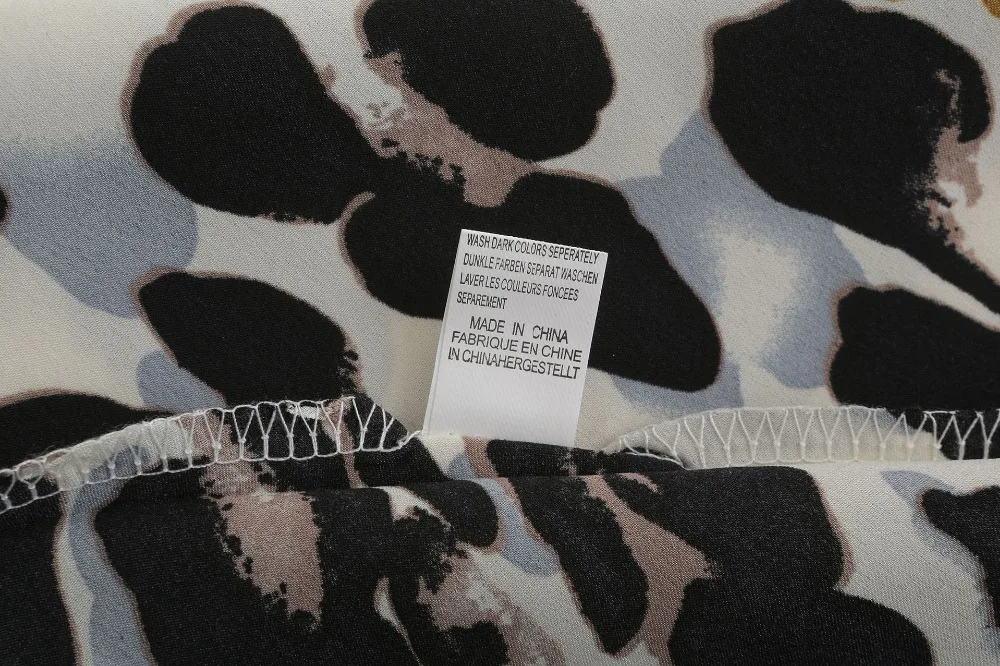 WASH DARK COLORS SEPERATELY
DUNKLE FARBEN SEPARAT WASCHEN
LAVER LES COULEURS FONCEES
SEPAREMENT
MADE IN CHINA
FABRIQUE EN CHINE
IN CHINAHERGESTELLT